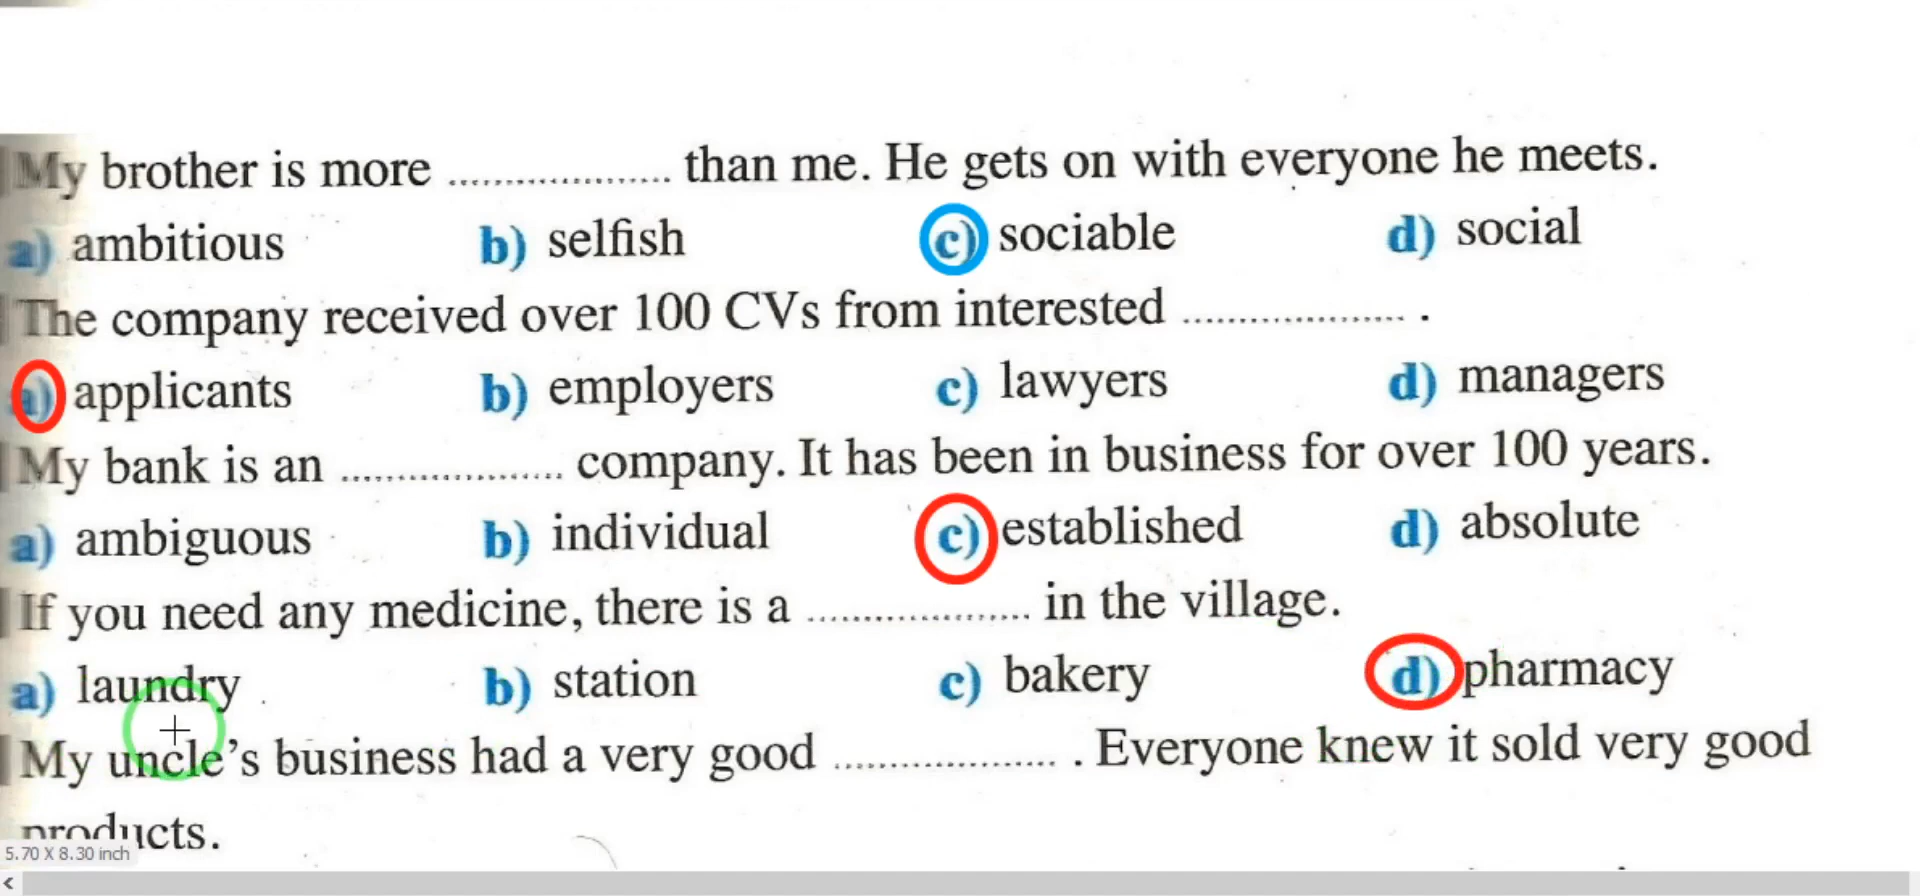 My brother is more .................... than me. He gets on with everyone he meets.
a) ambitious b) selfish c) sociable d) social
The company received over 100 CVs from interested .................... .
a) applicants b) employers c) lawyers d) managers
My bank is an .................... company. It has been in business for over 100 years.
a) ambiguous b) individual c) established d) absolute
If you need any medicine, there is a .................... in the village.
a) laundry b) station c) bakery d) pharmacy
My uncle's business had a very good .................... . Everyone knew it sold very good
products.
5.70 X 8.30 inch